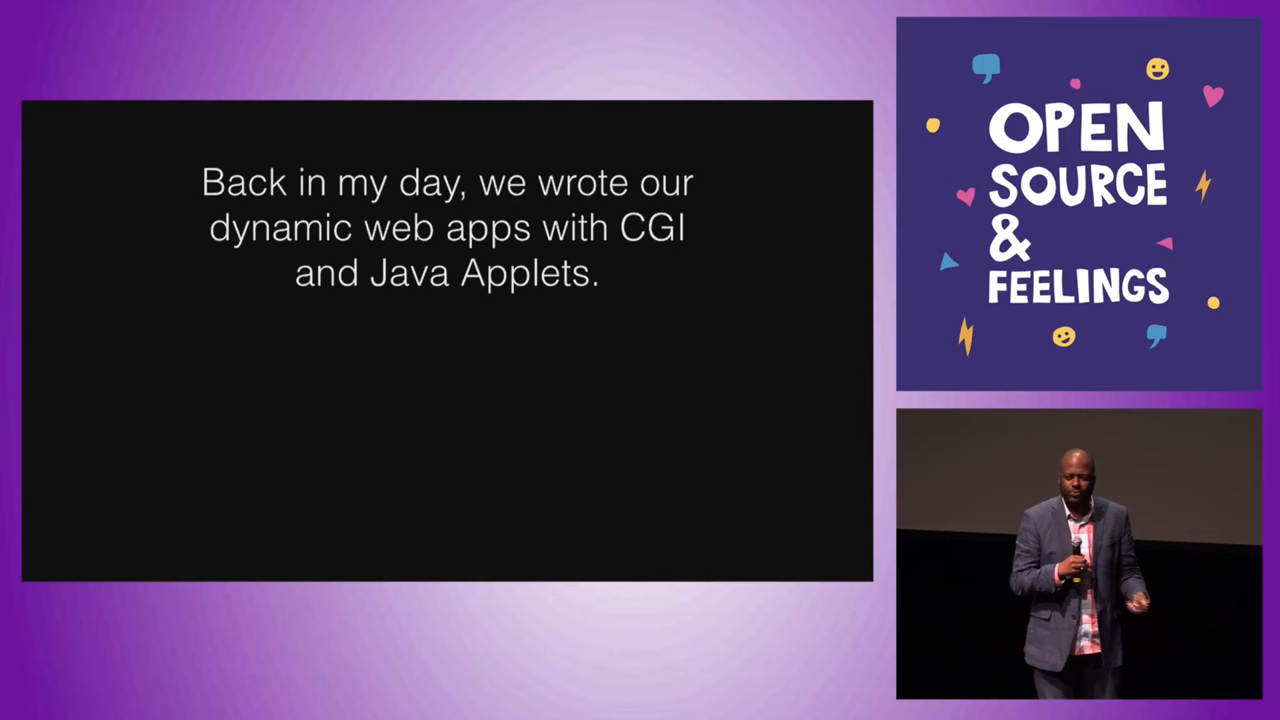 Back in my day, we wrote our
dynamic web apps with CGI
and Java Applets.
OPEN
SOURCE
&
FEELINGS